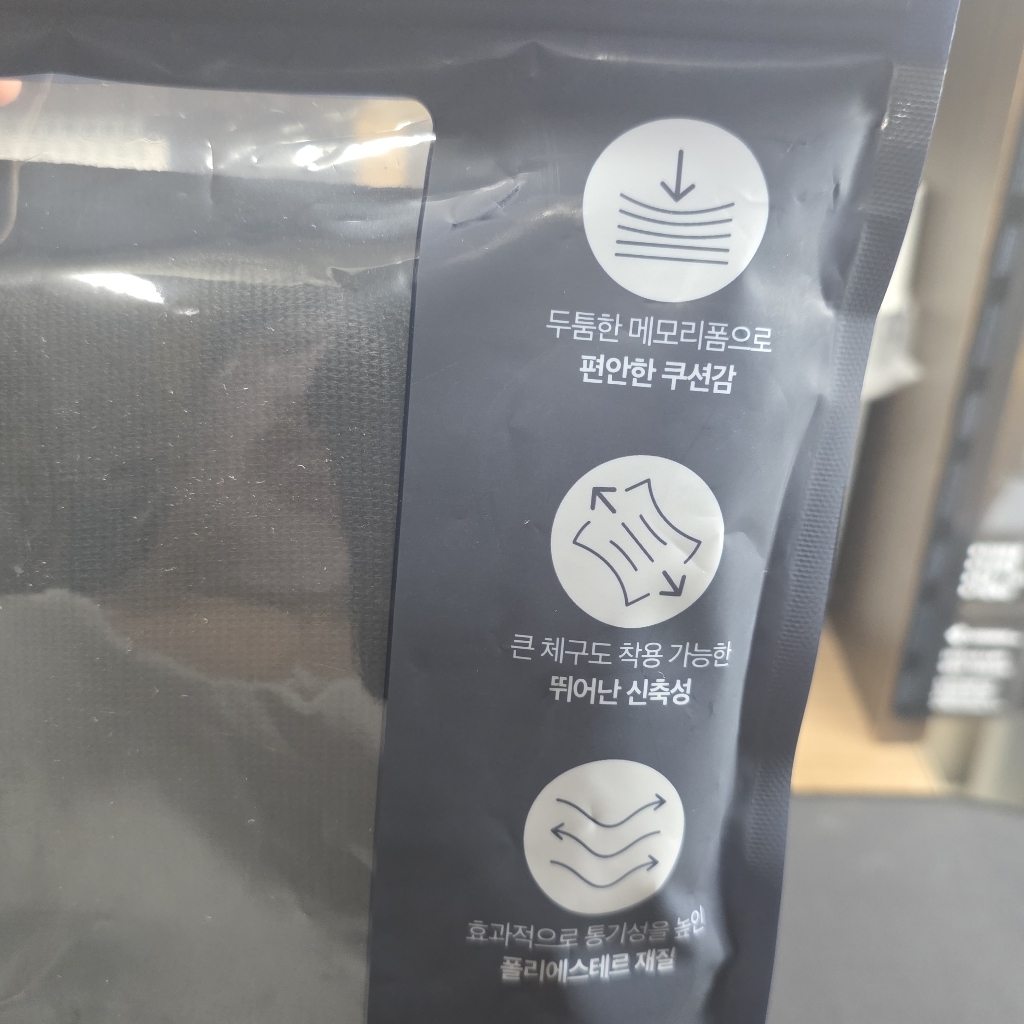 두툼한 메모리폼으로
편안한 쿠션감
큰 체구도 착용 가능한
뛰어난 신축성
효과적으로 통기성을 높인
폴리에스테르 재질